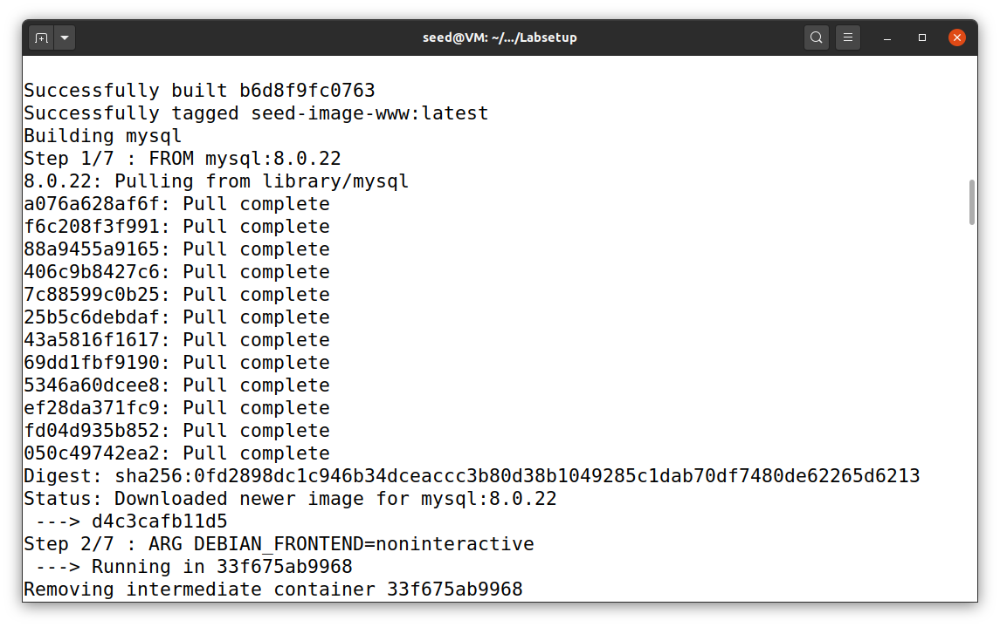 seed@VM: ~/.../Labsetup
Successfully built b6d8f9fc0763
Successfully tagged seed-image-www:latest
Building mysql
Step 1/7 : FROM mysql:8.0.22
8.0.22: Pulling from library/mysql
a076a628af6f: Pull complete
f6c208f3f991: Pull complete
88a9455a9165: Pull complete
406c9b8427c6: Pull complete
7c88599c0b25: Pull complete
25b5c6debdaf: Pull complete
43a5816f1617: Pull complete
69dd1fbf9190: Pull complete
5346a60dcee8: Pull complete
ef28da371fc9: Pull complete
fd04d935b852: Pull complete
050c49742ea2: Pull complete
Digest: sha256:0fd2898dc1c946b34dceaccc3b80d38b1049285c1dab70df7480de62265d6213
Status: Downloaded newer image for mysql:8.0.22
 ---> d4c3cafb11d5
Step 2/7 : ARG DEBIAN_FRONTEND=noninteractive
 ---> Running in 33f675ab9968
Removing intermediate container 33f675ab9968